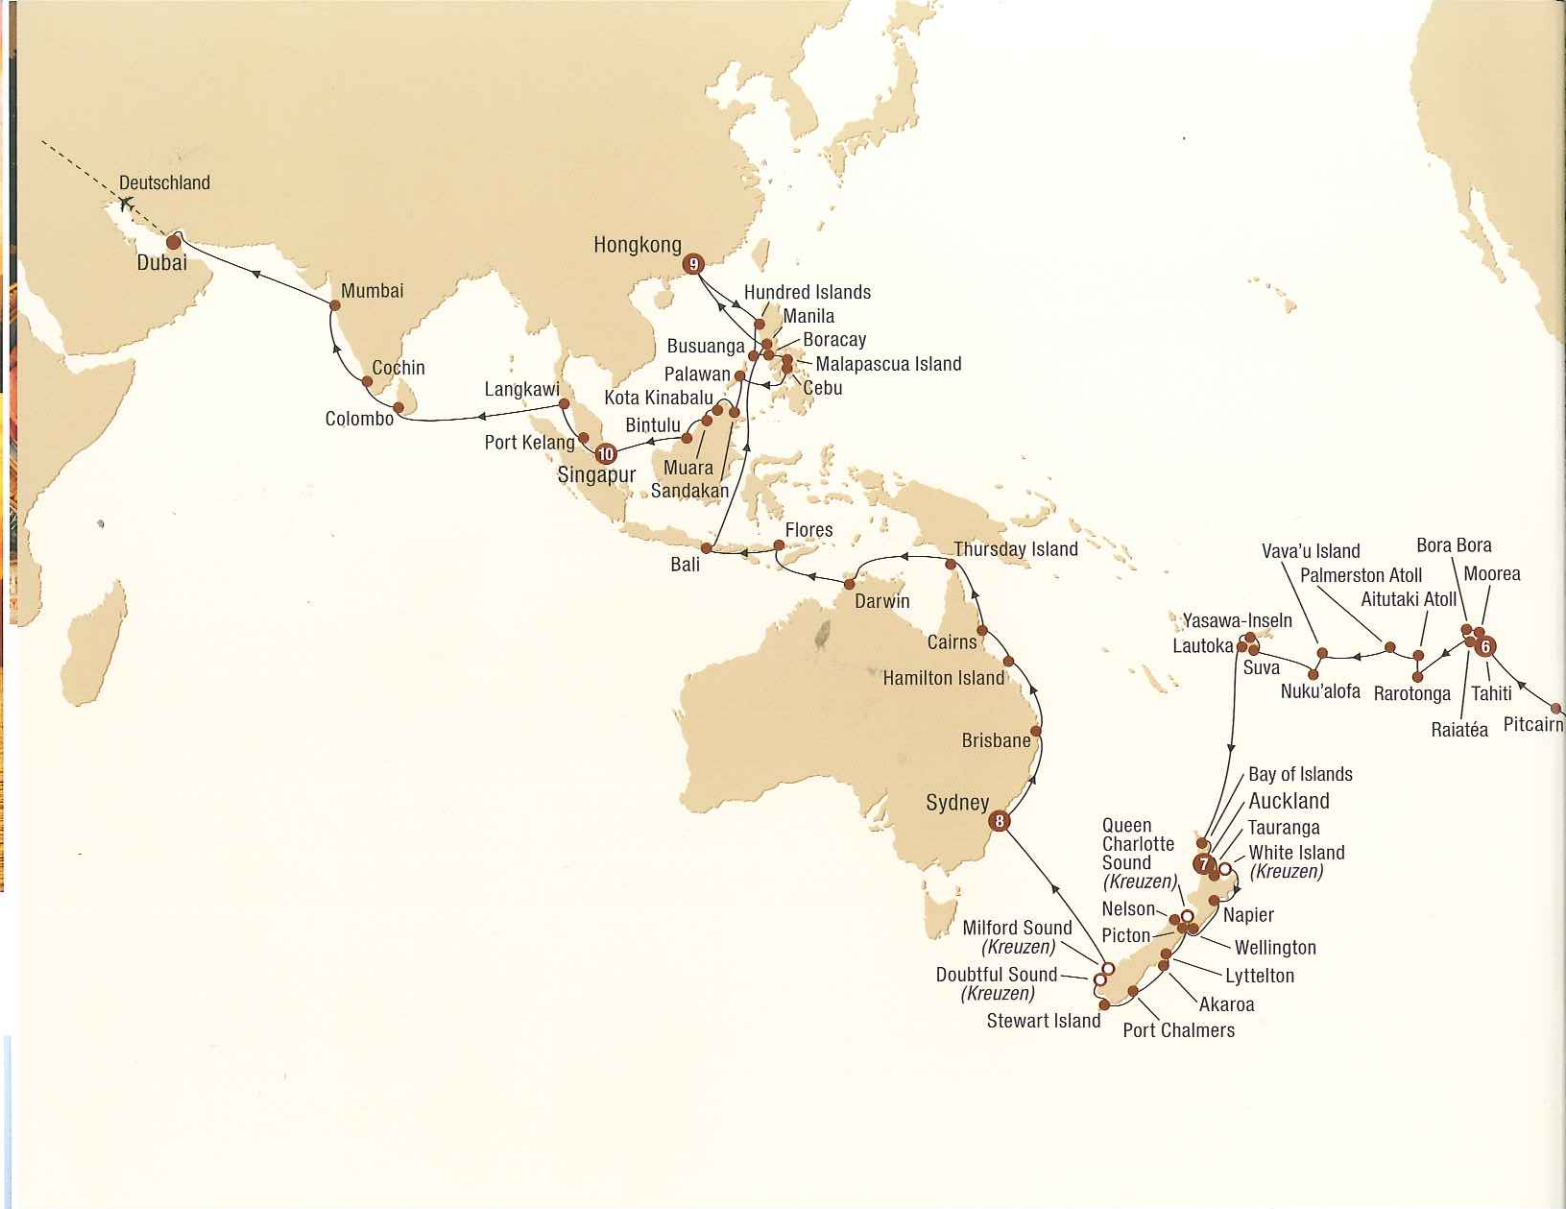 Deutschland
Dubai
Mumbai
Cochin
Colombo
Langkawi
Port Kelang
10
Singapur
Hongkong
9
Hundred Islands
Manila
Boracay
Busuanga
Malapascua Island
Palawan
Cebu
Kota Kinabalu
Bintulu
Muara
Sandakan
Flores
Bali
Darwin
Thursday Island
Cairns
Hamilton Island
Brisbane
Sydney
8
Vava'u Island
Palmerston Atoll
Aitutaki Atoll
Bora Bora
Moorea
Yasawa-Inseln
Lautoka
Suva
Nuku'alofa
Rarotonga
6
Tahiti
Raiatéa
Pitcairn
Bay of Islands
Auckland
7
Tauranga
White Island
(Kreuzen)
Queen
Charlotte
Sound
(Kreuzen)
Nelson
Picton
Napier
Wellington
Lyttelton
Akaroa
Port Chalmers
Milford Sound
(Kreuzen)
Doubtful Sound
(Kreuzen)
Stewart Island